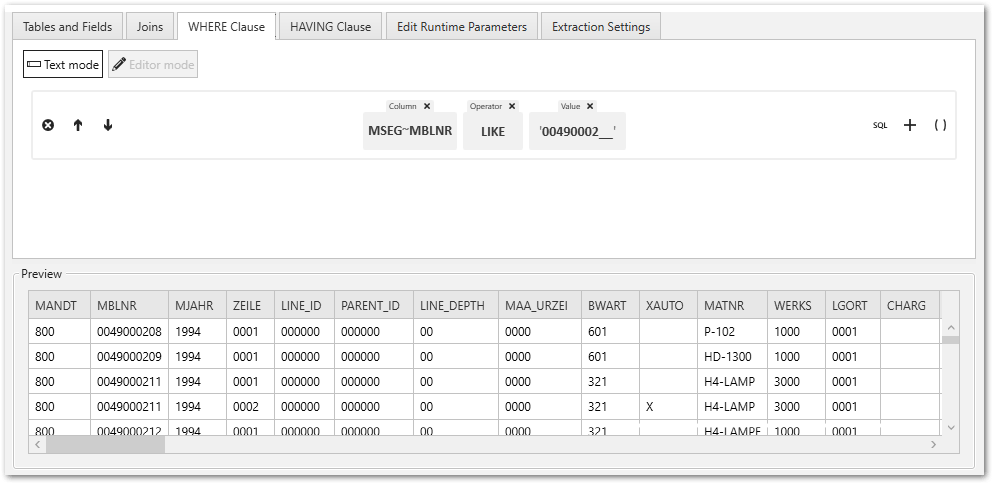 Tables and Fields Joins WHERE Clause HAVING Clause Edit Runtime Parameters Extraction Settings
Text mode Editor mode
Column Operator Value
MSEG~MBLNR LIKE '00490002__' SQL ( )
Preview
MANDT MBLNR MJAHR ZEILE LINE_ID PARENT_ID LINE_DEPTH MAA_URZEI BWART XAUTO MATNR WERKS LGORT CHARG
800 0049000208 1994 0001 000000 000000 00 0000 601 P-102 1000 0001
800 0049000209 1994 0001 000000 000000 00 0000 601 HD-1300 1000 0001
800 0049000211 1994 0001 000000 000000 00 0000 321 H4-LAMP 3000 0001
800 0049000211 1994 0002 000000 000000 00 0000 321 X H4-LAMP 3000 0001
800 0049000212 1994 0001 000000 000000 00 0000 321 H4-LAMPE 1000 0001